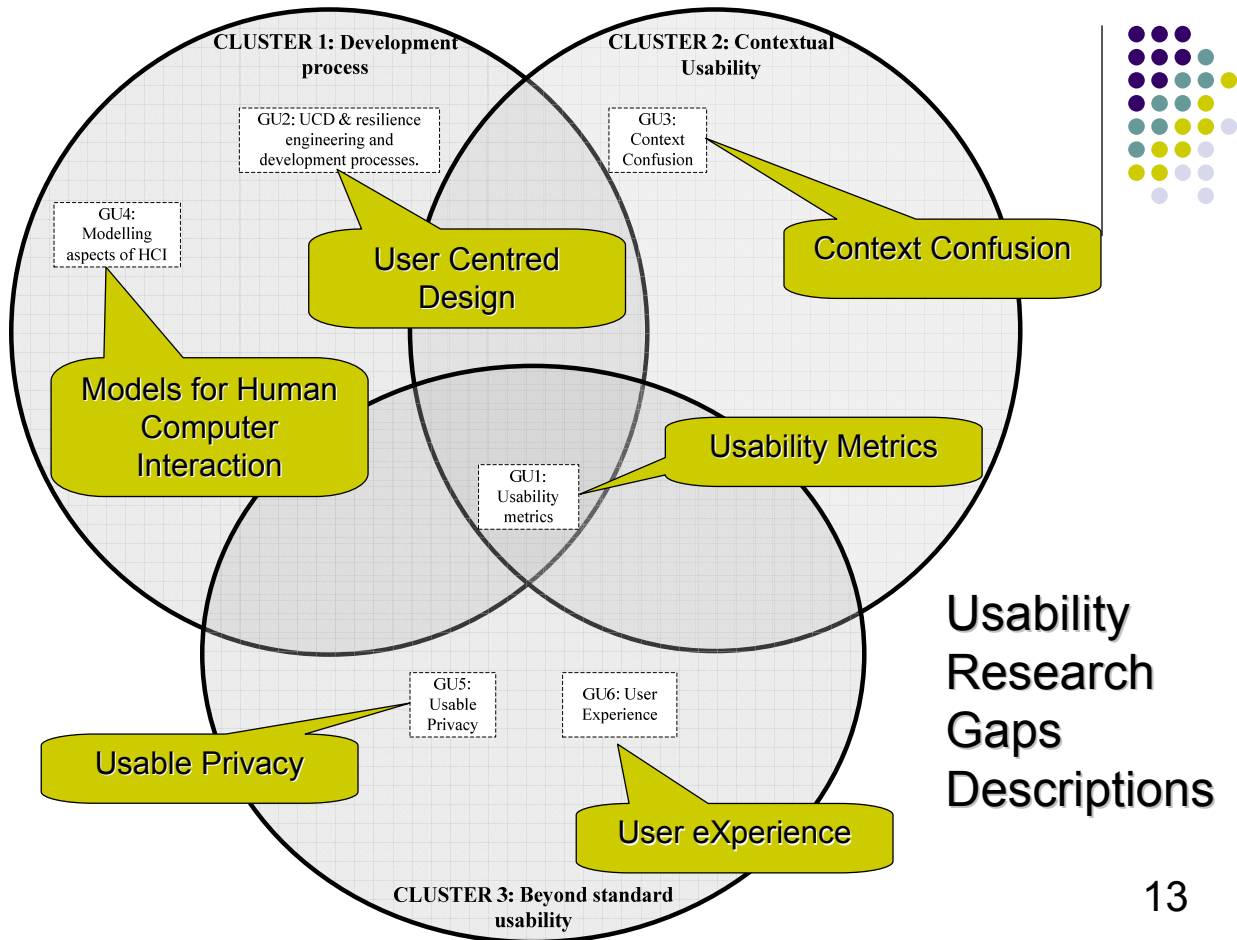 CLUSTER 1: Development
process
CLUSTER 2: Contextual
Usability
GU2: UCD & resilience
engineering and
development processes.
GU3:
Context
Confusion
GU4:
Modelling
aspects of HCI
User Centred
Design
Context Confusion
Models for Human
Computer
Interaction
Usability Metrics
GU1:
Usability
metrics
Usability
Research
Gaps
Descriptions
GU5:
Usable
Privacy
GU6: User
Experience
Usable Privacy
User eXperience
CLUSTER 3: Beyond standard
usability
13